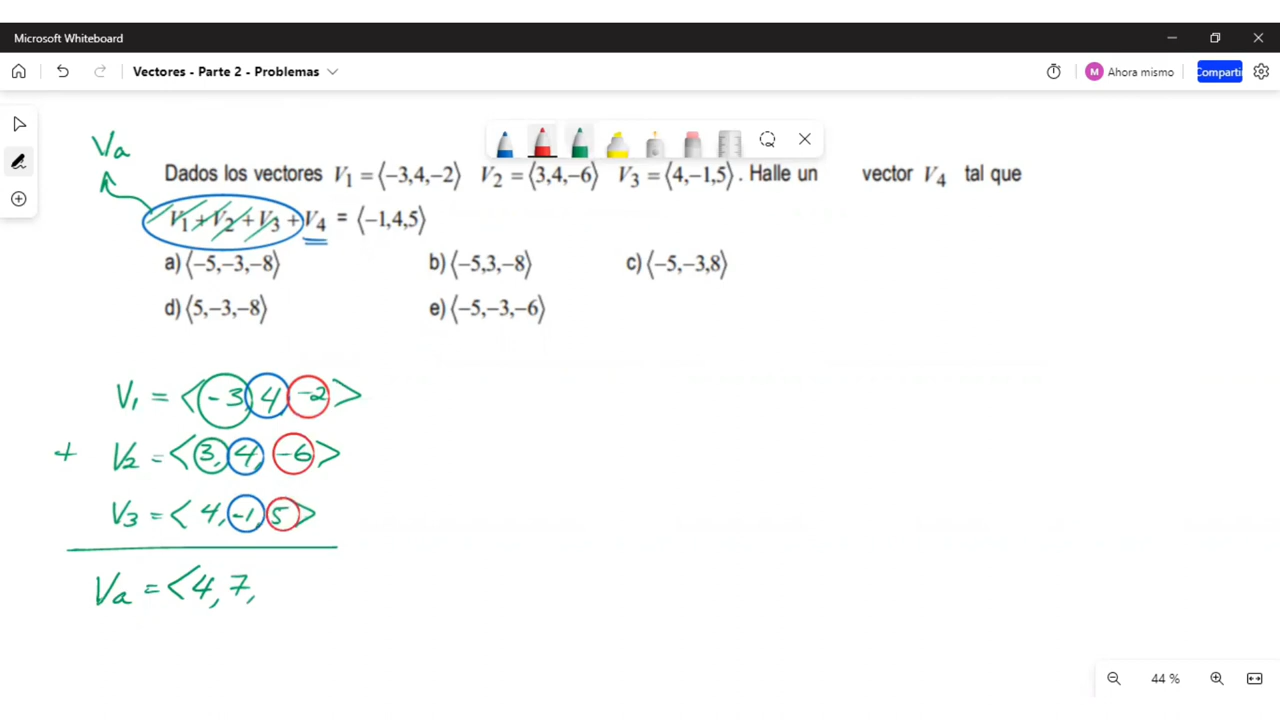 Microsoft Whiteboard
Vectores - Parte 2 - Problemas
M Ahora mismo Comparti
Va
Dados los vectores V₁ = ⟨−3,4,−2⟩ V₂ = ⟨3,4,−6⟩ V₃ = ⟨4,−1,5⟩. Halle un vector V₄ tal que
V₁ + V₂ + V₃ + V₄ = ⟨−1,4,5⟩
a) ⟨−5,−3,−8⟩ b) ⟨−5,3,−8⟩ c) ⟨−5,−3,8⟩
d) ⟨5,−3,−8⟩ e) ⟨−5,−3,−6⟩
V₁ = <-3, 4, -2>
+ V₂ = <3, 4, -6>
V₃ = <4, -1, 5>
Va = <4, 7,
44 %